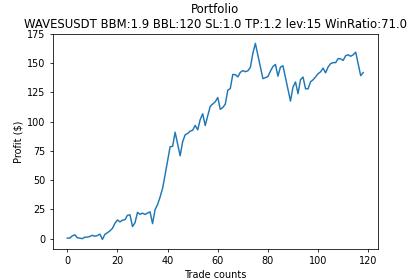 Portfolio
WAVESUSDT BBM:1.9 BBL:120 SL:1.0 TP:1.2 lev:15 WinRatio:71.0
175
150
125
100
75
50
25
0
Profit ($)
0 20 40 60 80 100 120
Trade counts